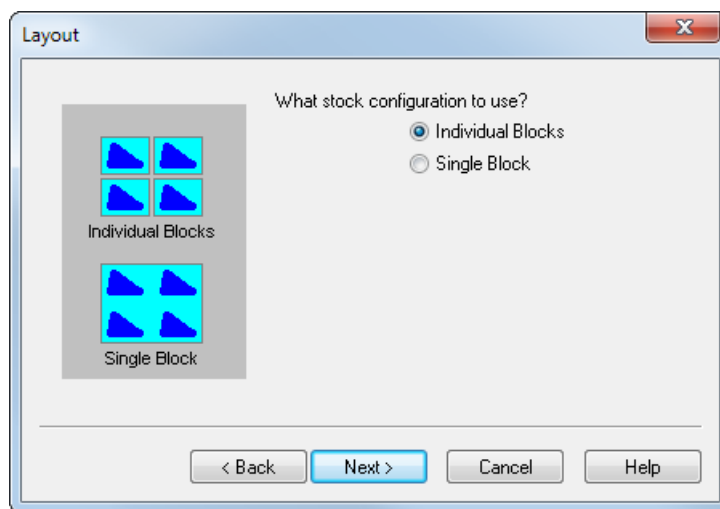 Layout
What stock configuration to use?
Individual Blocks
Single Block
Individual Blocks
Single Block
< Back
Next >
Cancel
Help